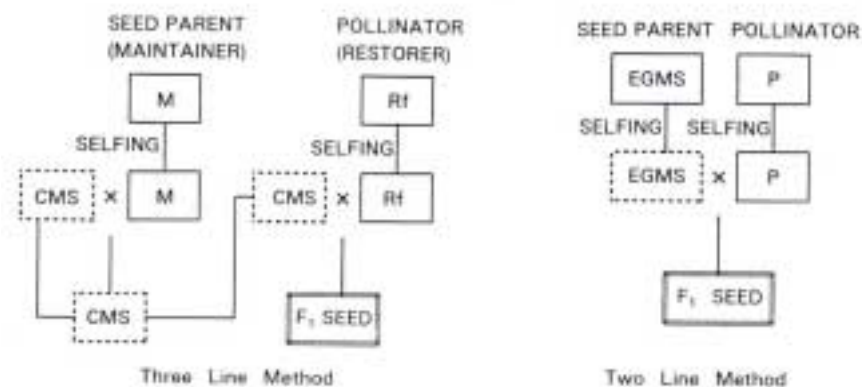 SEED PARENT
(MAINTAINER)
POLLINATOR
(RESTORER)
M
Rf
SELFING
SELFING
CMS × M
CMS × Rf
CMS
F₁ SEED
Three Line Method
SEED PARENT POLLINATOR
EGMS
P
SELFING
SELFING
EGMS × P
F₁ SEED
Two Line Method